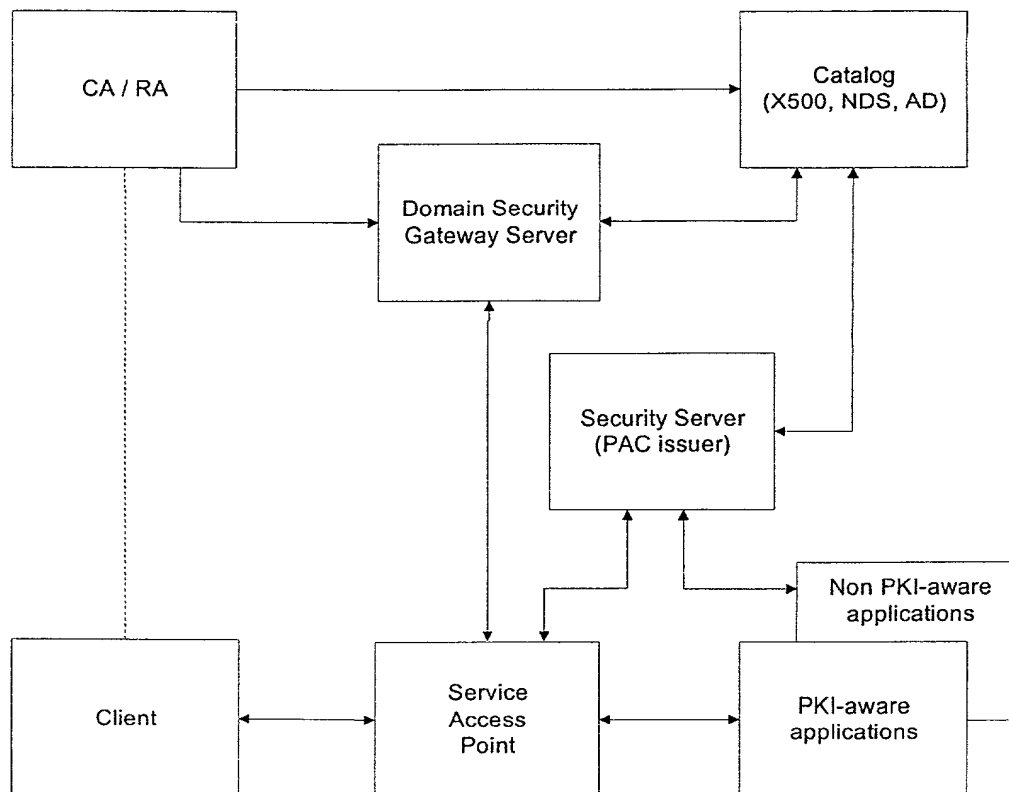 CA / RA
Catalog
(X500, NDS, AD)
Domain Security
Gateway Server
Security Server
(PAC issuer)
Non PKI-aware
applications
Client
Service
Access
Point
PKI-aware
applications